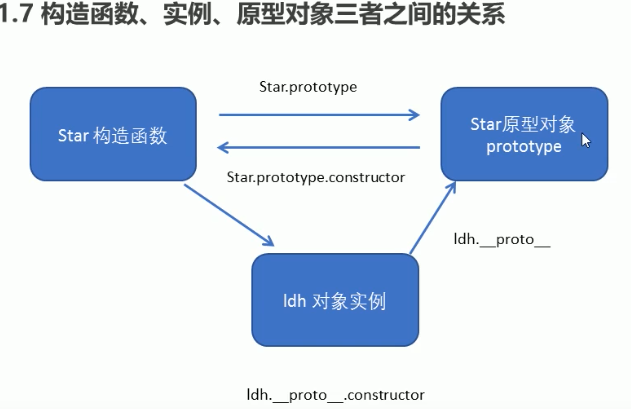 1.7 构造函数、实例、原型对象三者之间的关系
Star.prototype
Star 构造函数
Star原型对象
prototype
Star.prototype.constructor
ldh.__proto__
ldh 对象实例
ldh.__proto__.constructor